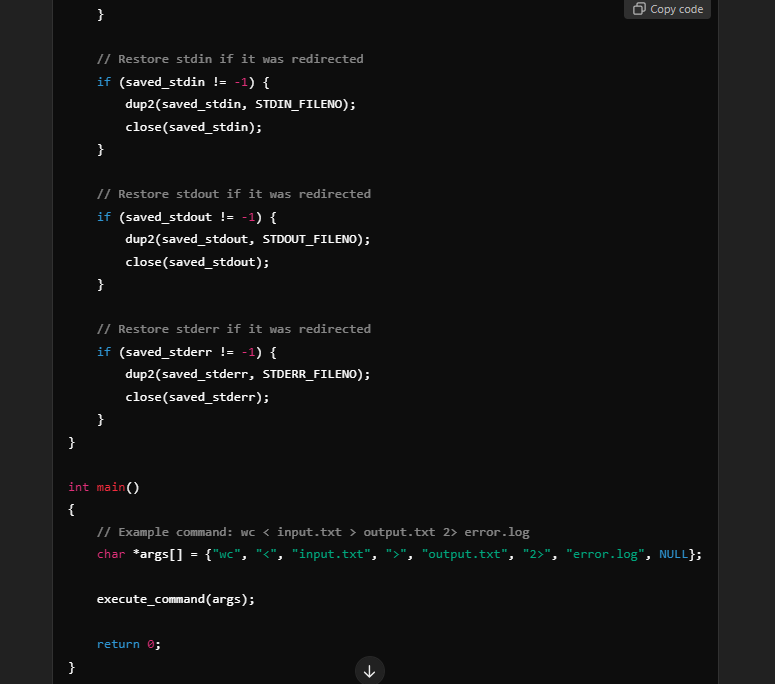 Copy code
    }

    // Restore stdin if it was redirected
    if (saved_stdin != -1) {
        dup2(saved_stdin, STDIN_FILENO);
        close(saved_stdin);
    }

    // Restore stdout if it was redirected
    if (saved_stdout != -1) {
        dup2(saved_stdout, STDOUT_FILENO);
        close(saved_stdout);
    }

    // Restore stderr if it was redirected
    if (saved_stderr != -1) {
        dup2(saved_stderr, STDERR_FILENO);
        close(saved_stderr);
    }
}

int main()
{
    // Example command: wc < input.txt > output.txt 2> error.log
    char *args[] = {"wc", "<", "input.txt", ">", "output.txt", "2>", "error.log", NULL};

    execute_command(args);

    return 0;
}